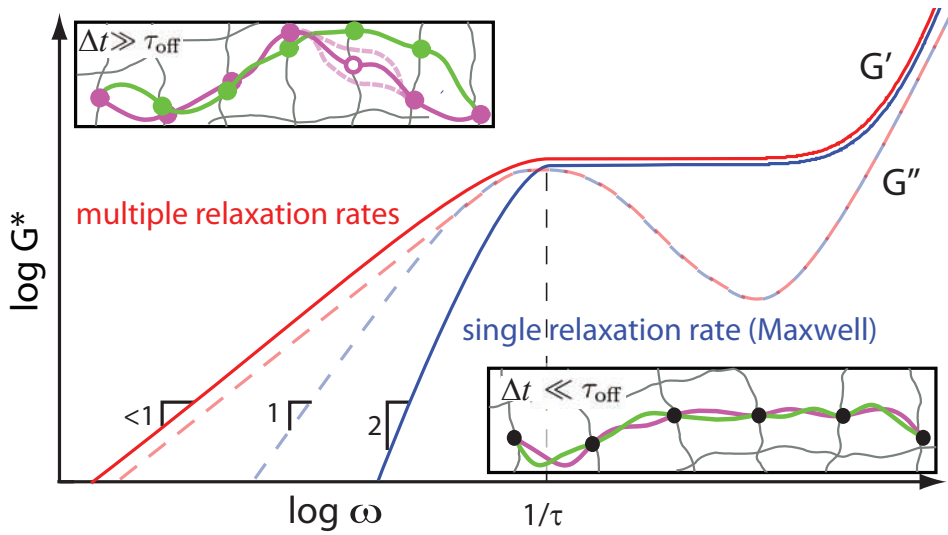 Δt ≫ τoff
G′
G″
multiple relaxation rates
log G*
single relaxation rate (Maxwell)
Δt ≪ τoff
<1
1
2
log ω
1/τ